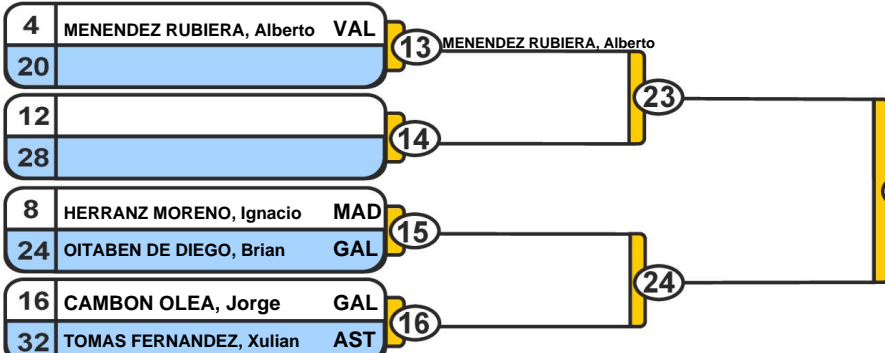 4 MENENDEZ RUBIERA, Alberto VAL
20
13 MENENDEZ RUBIERA, Alberto
12
28
14
23
8 HERRANZ MORENO, Ignacio MAD
24 OITABEN DE DIEGO, Brian GAL
15
16 CAMBON OLEA, Jorge GAL
32 TOMAS FERNANDEZ, Xulian AST
16
24